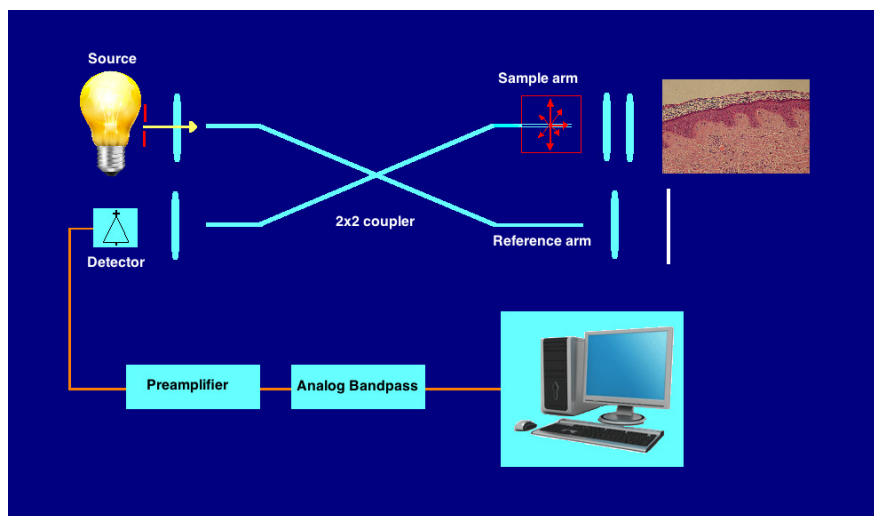 Source
Sample arm
2x2 coupler
Reference arm
Detector
Preamplifier
Analog Bandpass